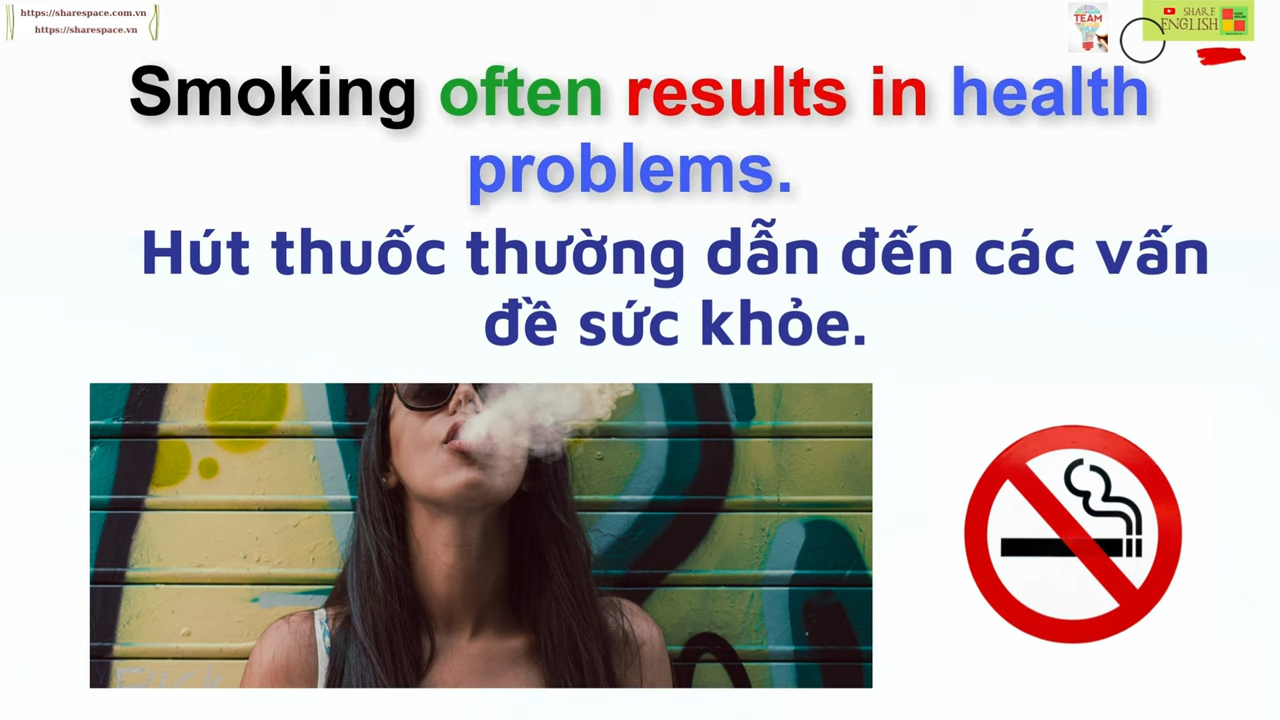 https://sharespace.com.vn
https://sharespace.vn
TEAM
SHARE
ENGLISH
Smoking often results in health
problems.
Hút thuốc thường dẫn đến các vấn
đề sức khỏe.